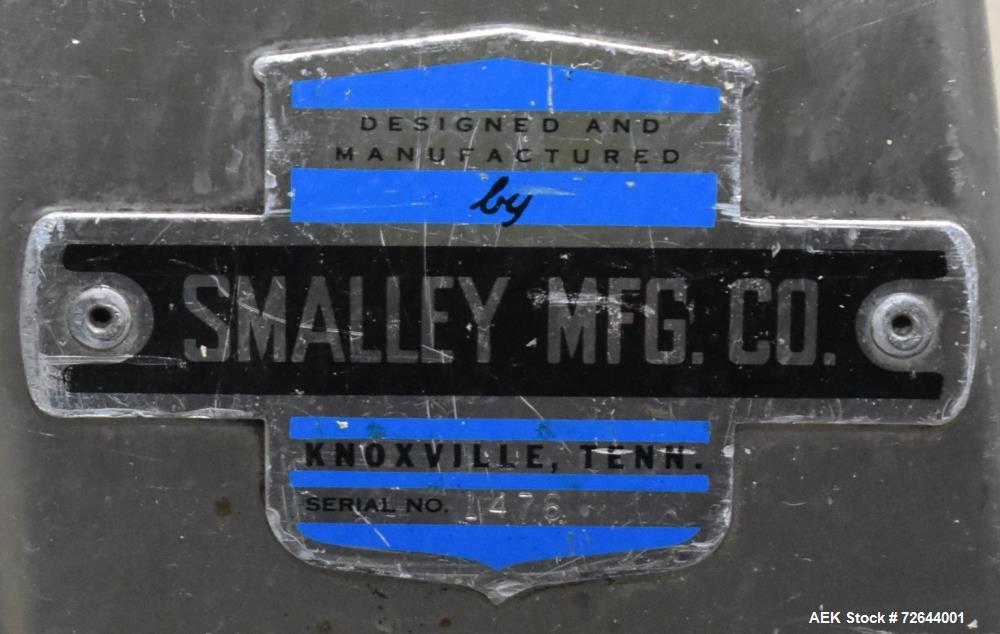 DESIGNED AND
MANUFACTURED
by
SMALLEY MFG. CO.
KNOXVILLE, TENN.
SERIAL NO. 1476
AEK Stock # 72644001